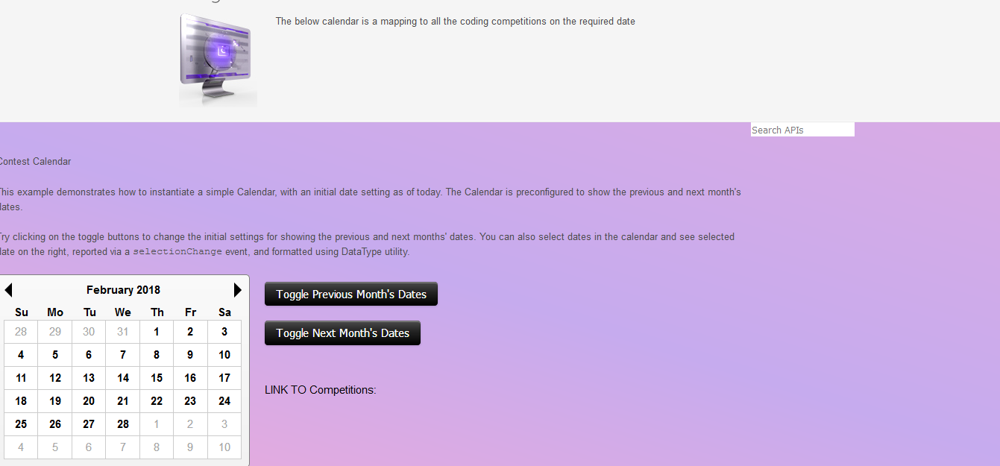 The below calendar is a mapping to all the coding competitions on the required date
Search APIs
Contest Calendar
This example demonstrates how to instantiate a simple Calendar, with an initial date setting as of today. The Calendar is preconfigured to show the previous and next month's
dates.
Try clicking on the toggle buttons to change the initial settings for showing the previous and next months' dates. You can also select dates in the calendar and see selected
date on the right, reported via a selectionChange event, and formatted using DataType utility.
February 2018
Su Mo Tu We Th Fr Sa
28 29 30 31 1 2 3
4 5 6 7 8 9 10
11 12 13 14 15 16 17
18 19 20 21 22 23 24
25 26 27 28 1 2 3
4 5 6 7 8 9 10
Toggle Previous Month's Dates
Toggle Next Month's Dates
LINK TO Competitions: